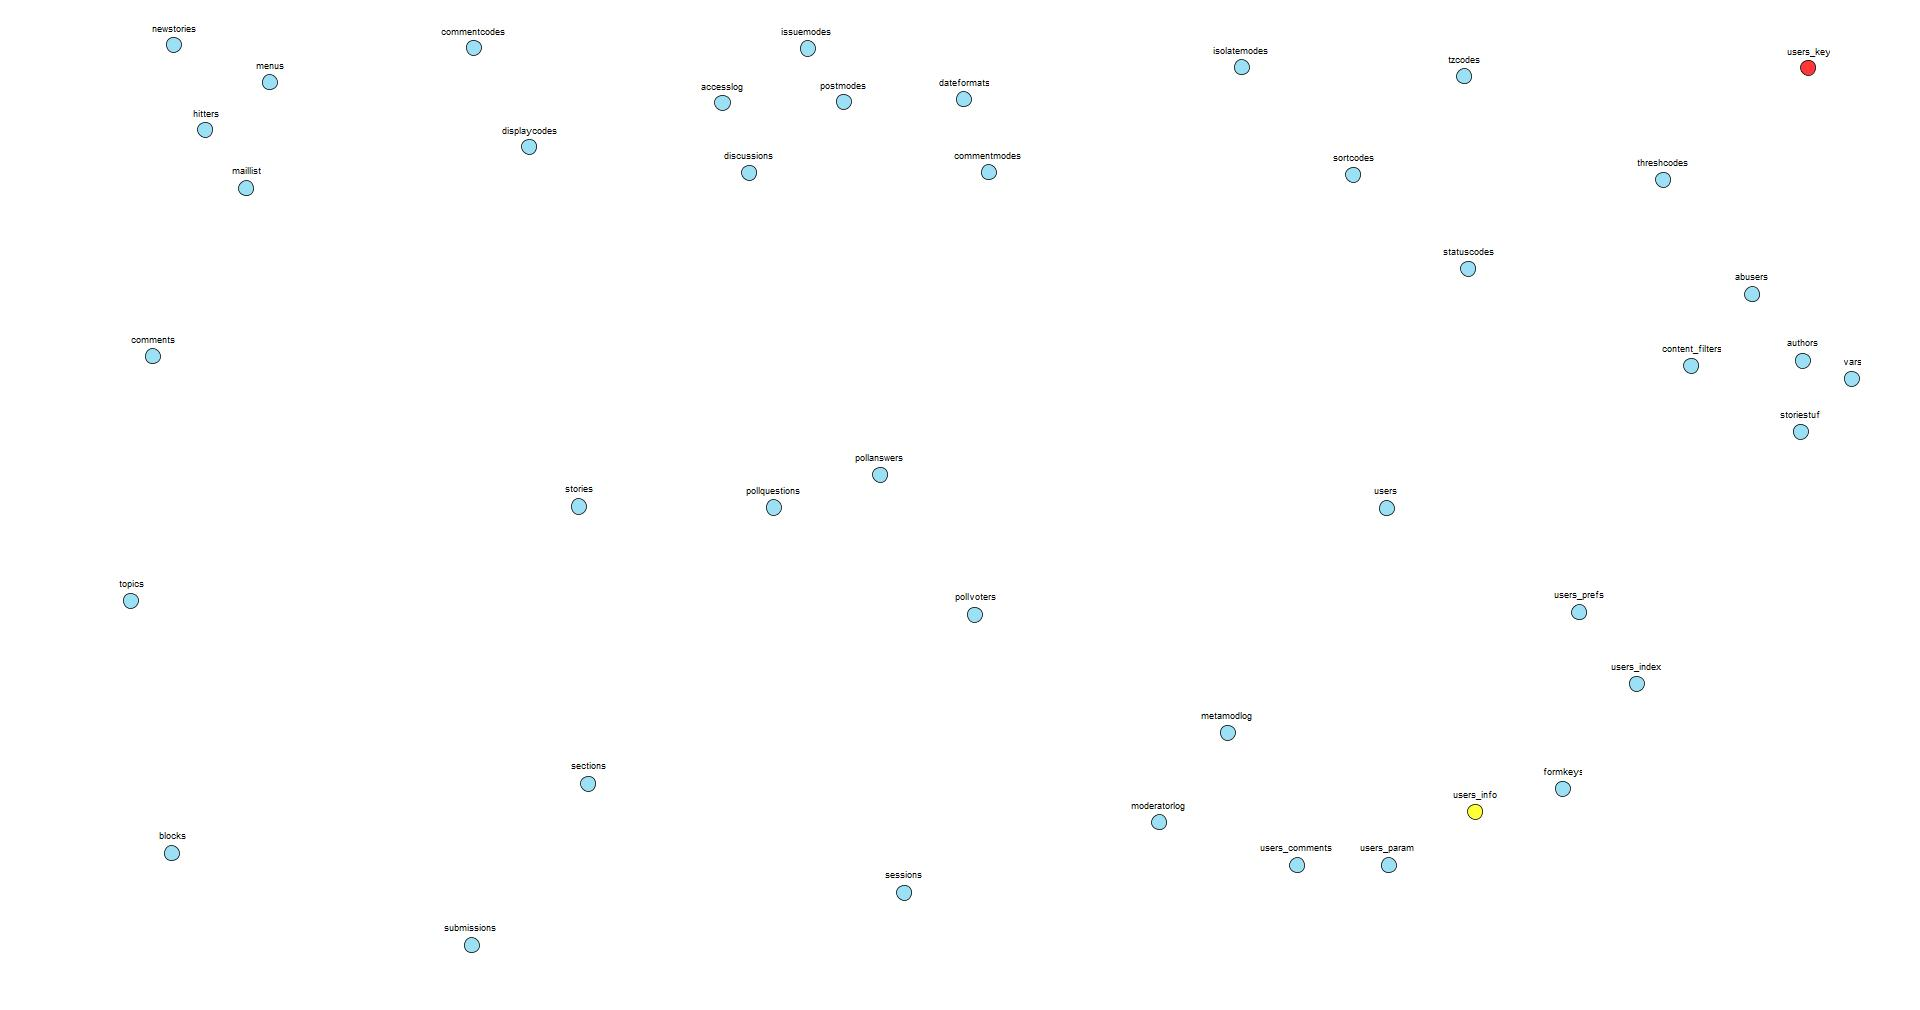 newstories
commentcodes
issuemodes
isolatemodes
tzcodes
users_key
menus
accesslog
postmodes
dateformats
hitters
displaycodes
discussions
commentmodes
sortcodes
threshcodes
maillist
statuscodes
abusers
comments
content_filters
authors
vars
storiestuf
pollanswers
stories
pollquestions
users
topics
pollvoters
users_prefs
users_index
metamodlog
sections
formkeys
users_info
moderatorlog
blocks
users_comments
users_param
sessions
submissions